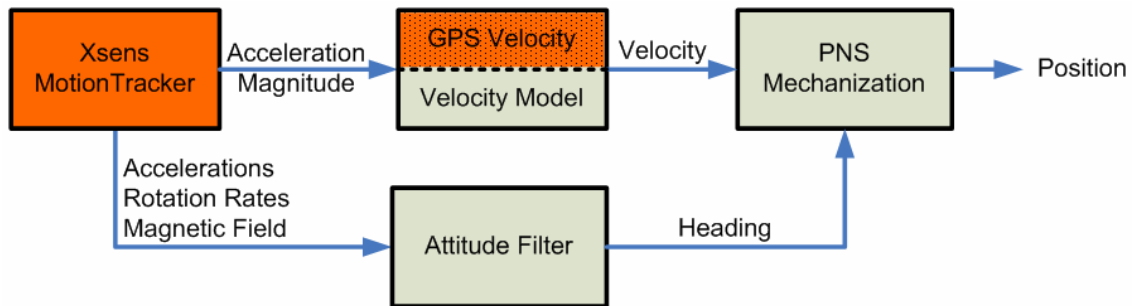 Xsens
MotionTracker
Acceleration
Magnitude
GPS Velocity
Velocity Model
Velocity
PNS
Mechanization
Position
Accelerations
Rotation Rates
Magnetic Field
Attitude Filter
Heading